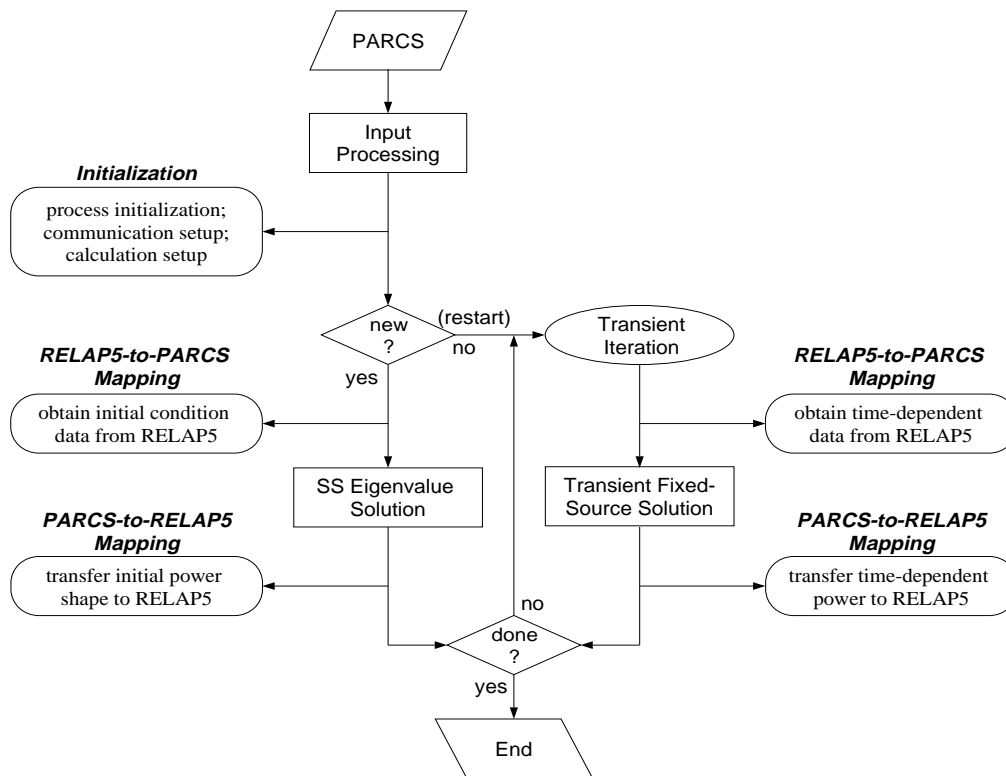 PARCS
Input
Processing
Initialization
process initialization;
communication setup;
calculation setup
new
?
(restart)
no
yes
Transient
Iteration
RELAP5-to-PARCS
Mapping
obtain initial condition
data from RELAP5
RELAP5-to-PARCS
Mapping
obtain time-dependent
data from RELAP5
SS Eigenvalue
Solution
Transient Fixed-
Source Solution
PARCS-to-RELAP5
Mapping
transfer initial power
shape to RELAP5
PARCS-to-RELAP5
Mapping
transfer time-dependent
power to RELAP5
no
done
?
yes
End